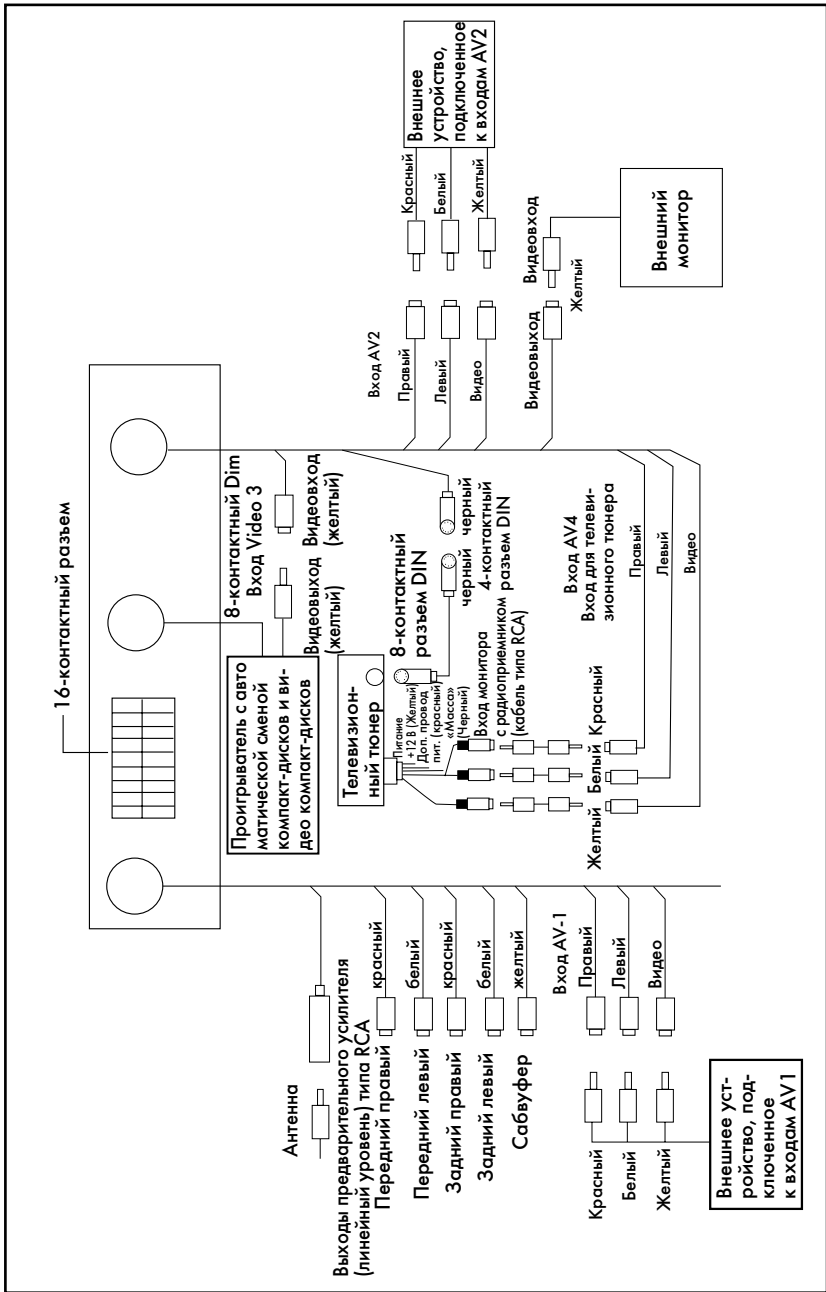 16-контактный разъем
Антенна
Выходы предварительного усилителя
(линейный уровень) типа RCA
Передний правый
красный
Передний левый
белый
Задний правый
красный
Задний левый
белый
Сабвуфер
желтый
Вход AV-1
Правый
Левый
Видео
Красный
Белый
Желтый
Внешнее уст-
ройство, под-
ключенное
к входам AV1
Проигрыватель с авто
матической сменой
компакт-дисков и ви-
део компакт-дисков
8-контактный Dim
Вход Video 3
Видеовыход
(желтый)
Видеовход
(желтый)
Телевизион-
ный тюнер
Питание
+12 В (Желтый)
Доп. провод
пит. (красный)
«Масса»
(Черный)
8-контактный
разъем DIN
черный
черный
4-контактный
разъем DIN
Вход монитора
с радиоприемником
(кабель типа RCA)
Желтый
Белый
Красный
Вход AV4
Вход для телеви-
зионного тюнера
Правый
Левый
Видео
Вход AV2
Правый
Левый
Видео
Красный
Белый
Желтый
Внешнее
устройство,
подключенное
к входам AV2
Видеовыход
Видеовход
Желтый
Внешний
монитор